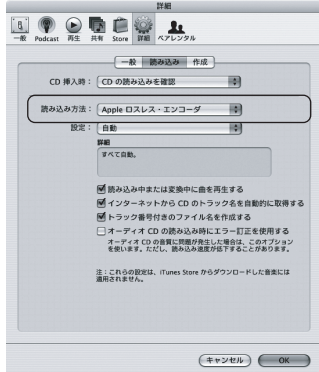 詳細
一般 Podcast 再生 共有 Store 詳細 ペアレンタル
一般 読み込み 作成
CD 挿入時： CD の読み込みを確認
読み込み方法： Apple ロスレス・エンコーダ
設定： 自動
詳細
すべて自動。
読み込み中または変換中に曲を再生する
インターネットから CD のトラック名を自動的に取得する
トラック番号付きのファイル名を作成する
オーディオ CD の読み込み時にエラー訂正を使用する
オーディオ CD の音質に問題が発生した場合は、このオプション
を使います。ただし、読み込み速度が低下することがあります。
注：これらの設定は、iTunes Store からダウンロードした音楽には
適用されません。
キャンセル OK